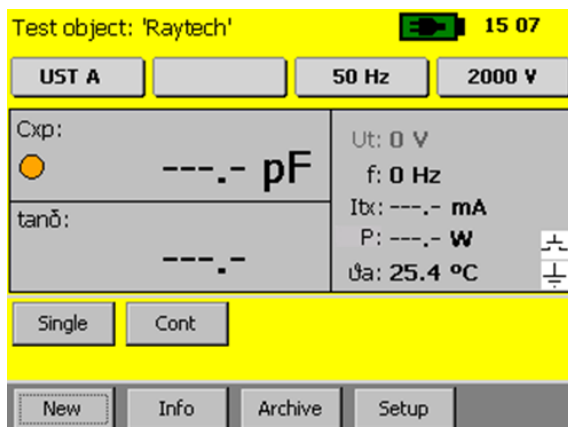 Test object: 'Raytech' 15 07
UST A 50 Hz 2000 V
Cxp:
---.- pF
tanδ:
---.-
Ut: 0 V
f: 0 Hz
Itx: ---.- mA
P: ---.- W
ϑa: 25.4 ºC
Single Cont
New Info Archive Setup